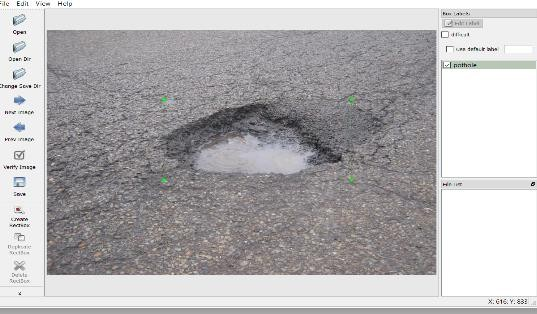 File Edit View Help
Open
Open Dir
Change Save Dir
Next Image
Prev Image
Verify Image
Save
Create
RectBox
Duplicate
RectBox
Delete
RectBox
Box Labels
Edit Label
difficult
Use default label
pothole
File List
X: 616; Y: 833